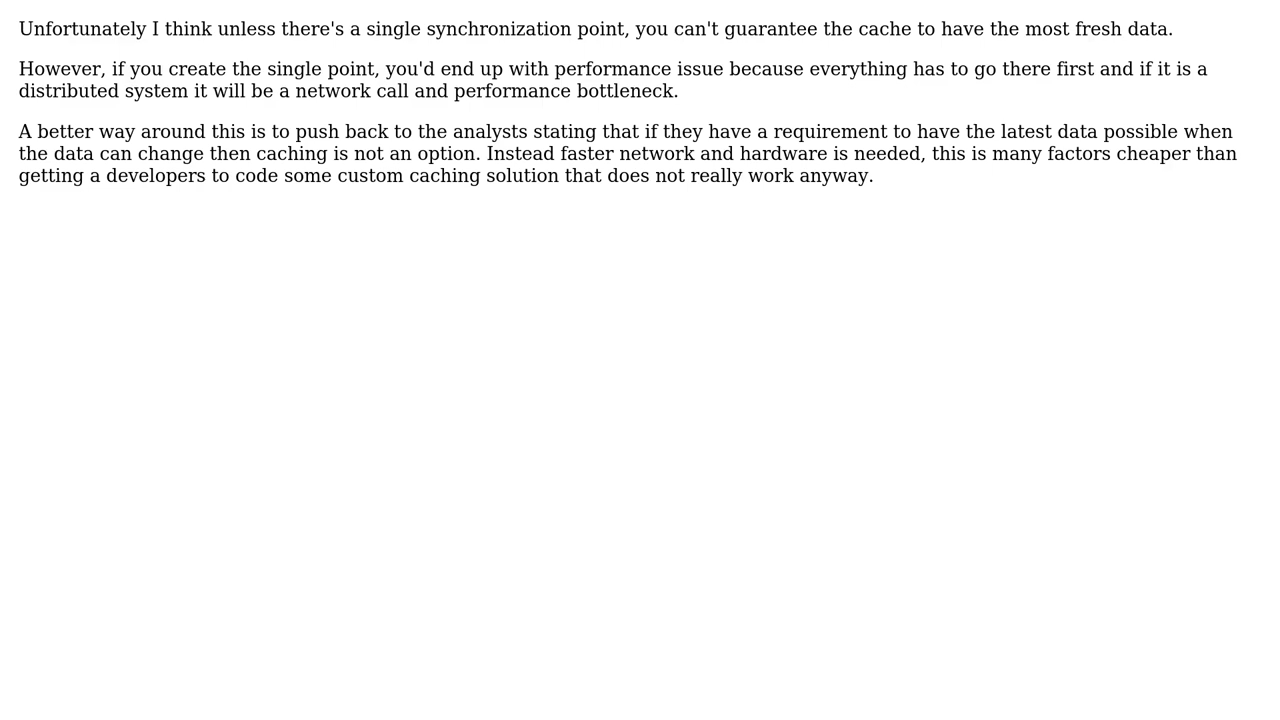 Unfortunately I think unless there's a single synchronization point, you can't guarantee the cache to have the most fresh data.
However, if you create the single point, you'd end up with performance issue because everything has to go there first and if it is a
distributed system it will be a network call and performance bottleneck.
A better way around this is to push back to the analysts stating that if they have a requirement to have the latest data possible when
the data can change then caching is not an option. Instead faster network and hardware is needed, this is many factors cheaper than
getting a developers to code some custom caching solution that does not really work anyway.